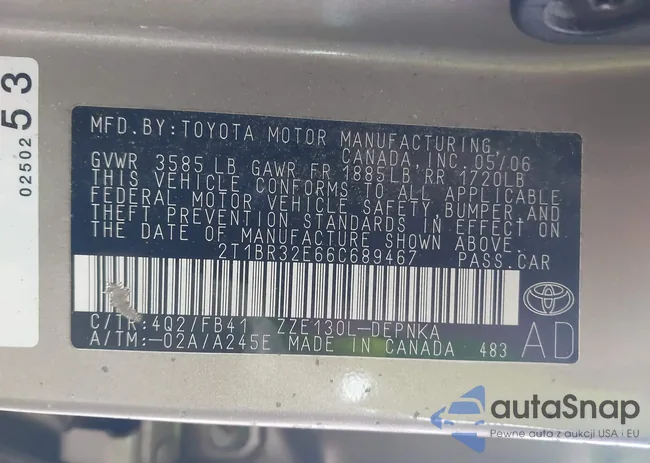 53
02502
MFD.BY:TOYOTA MOTOR MANUFACTURING
CANADA, INC.05/06
GVWR 3585 LB GAWR FR 1885LB RR 1720LB
THIS VEHICLE CONFORMS TO ALL APPLICABLE
FEDERAL MOTOR VEHICLE SAFETY,BUMPER,AND
THEFT PREVENTION STANDARDS IN EFFECT ON
THE DATE OF MANUFACTURE SHOWN ABOVE.
2T1BR32E66C689467 PASS.CAR
C/TR:4Q2/FB41 ZZE130L-DEPNKA
A/TM:-02A/A245E MADE IN CANADA 483
AD
autaSnap
Pewne auta z aukcji USA i EU